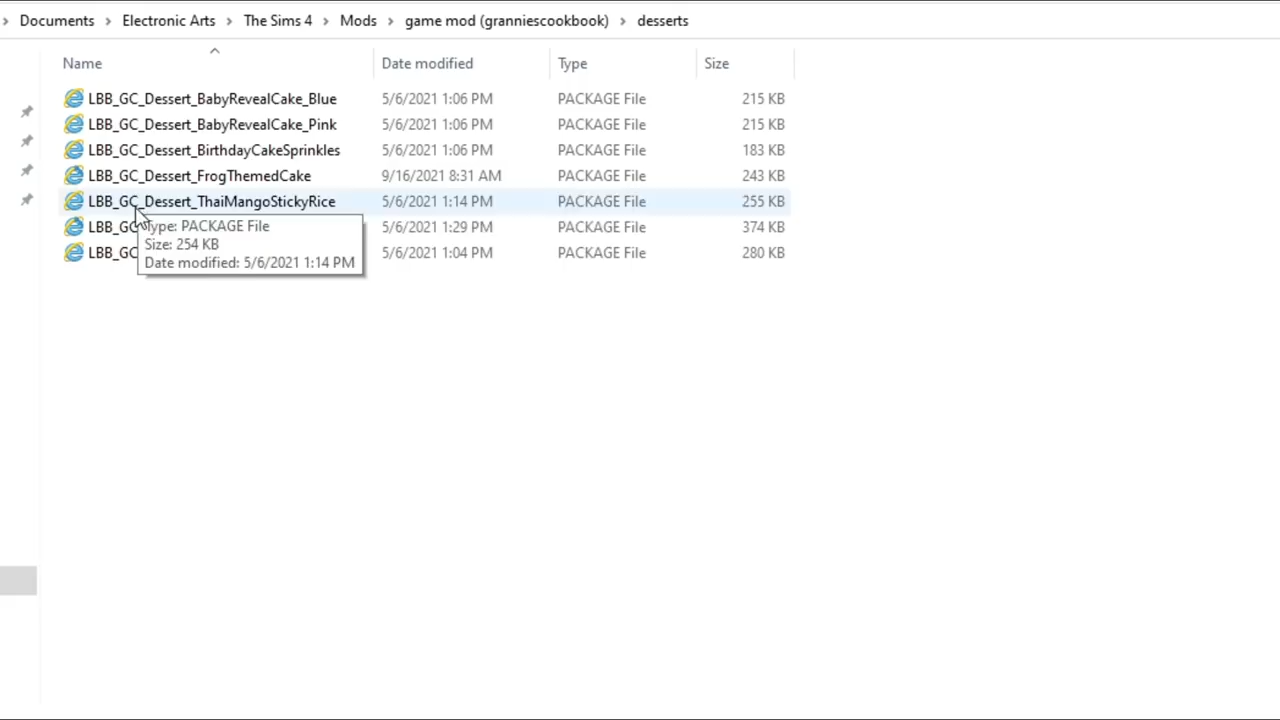 Documents > Electronic Arts > The Sims 4 > Mods > game mod (granniescookbook) > desserts
Name Date modified Type Size
LBB_GC_Dessert_BabyRevealCake_Blue 5/6/2021 1:06 PM PACKAGE File 215 KB
LBB_GC_Dessert_BabyRevealCake_Pink 5/6/2021 1:06 PM PACKAGE File 215 KB
LBB_GC_Dessert_BirthdayCakeSprinkles 5/6/2021 1:06 PM PACKAGE File 183 KB
LBB_GC_Dessert_FrogThemedCake 9/16/2021 8:31 AM PACKAGE File 243 KB
LBB_GC_Dessert_ThaiMangoStickyRice 5/6/2021 1:14 PM PACKAGE File 255 KB
LBB_GC 5/6/2021 1:29 PM PACKAGE File 374 KB
Type: PACKAGE File
Size: 254 KB
LBB_GC 5/6/2021 1:04 PM PACKAGE File 280 KB
Date modified: 5/6/2021 1:14 PM